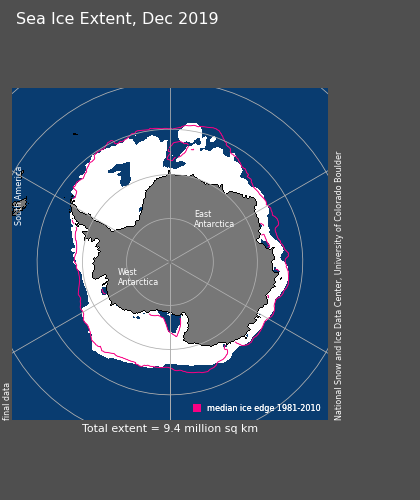 Sea Ice Extent, Dec 2019
South America
East
Antarctica
West
Antarctica
National Snow and Ice Data Center, University of Colorado Boulder
final data
median ice edge 1981-2010
Total extent = 9.4 million sq km